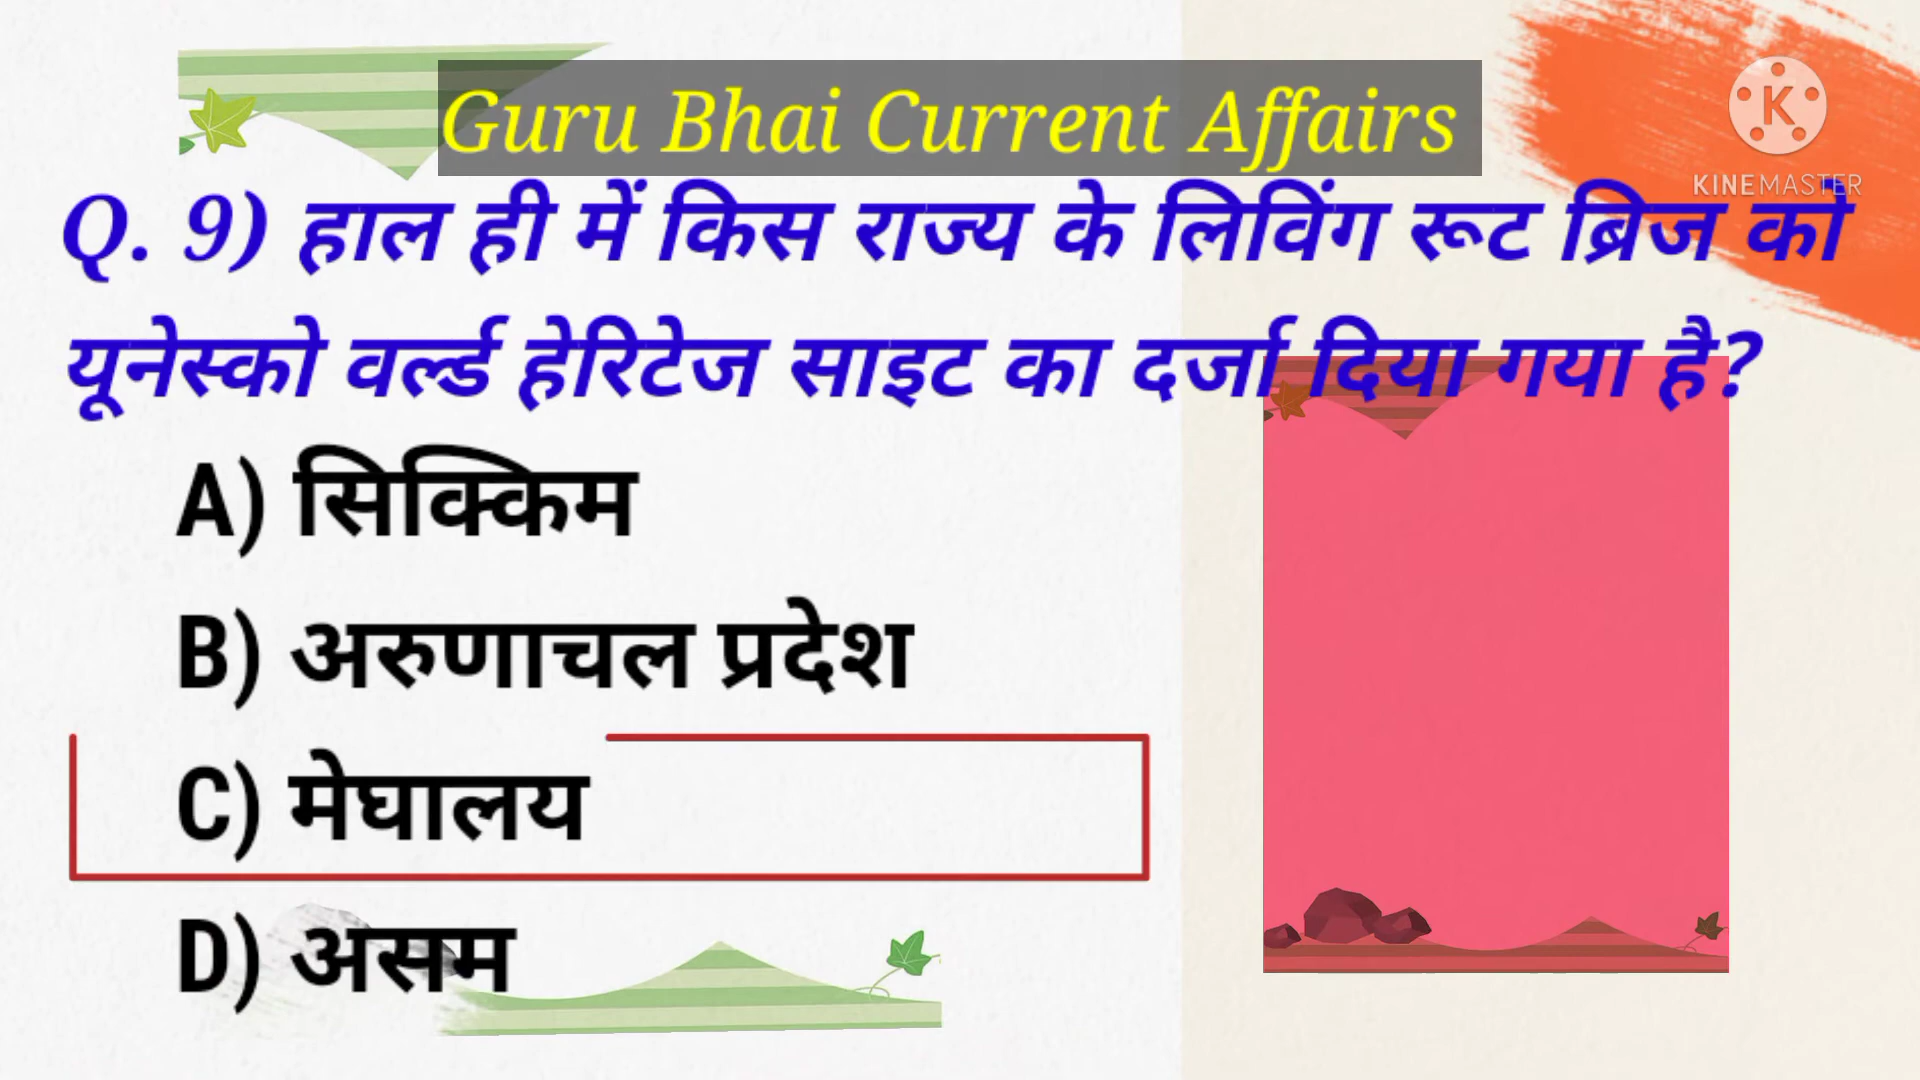 Guru Bhai Current Affairs
KINEMASTER
Q. 9) हाल ही में किस राज्य के लिविंग रूट ब्रिज को
यूनेस्को वर्ल्ड हेरिटेज साइट का दर्जा दिया गया है?
A) सिक्किम
B) अरुणाचल प्रदेश
C) मेघालय
D) असम